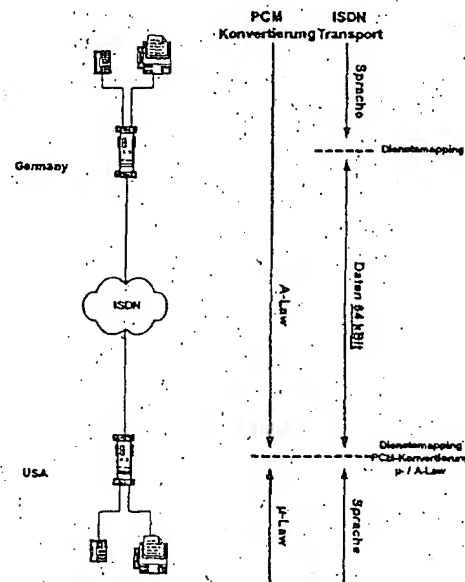 PCM ISDN
Konvertierung Transport
Sprache
Dienstemapping
Germany
ISDN
A-Law
Daten 64 kBit
Dienstemapping
PCM-Konvertierung
µ- / A-Law
USA
µ-Law
Sprache